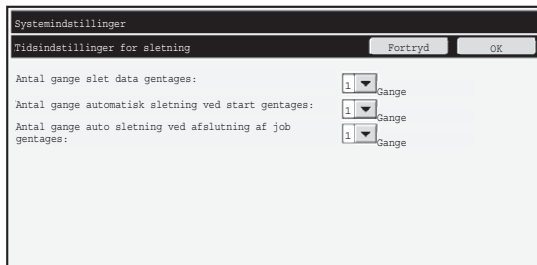 Systemindstillinger
Tidsindstillinger for sletning
Fortryd
OK
Antal gange slet data gentages:
1
Gange
Antal gange automatisk sletning ved start gentages:
1
Gange
Antal gange auto sletning ved afslutning af job
gentages:
1
Gange